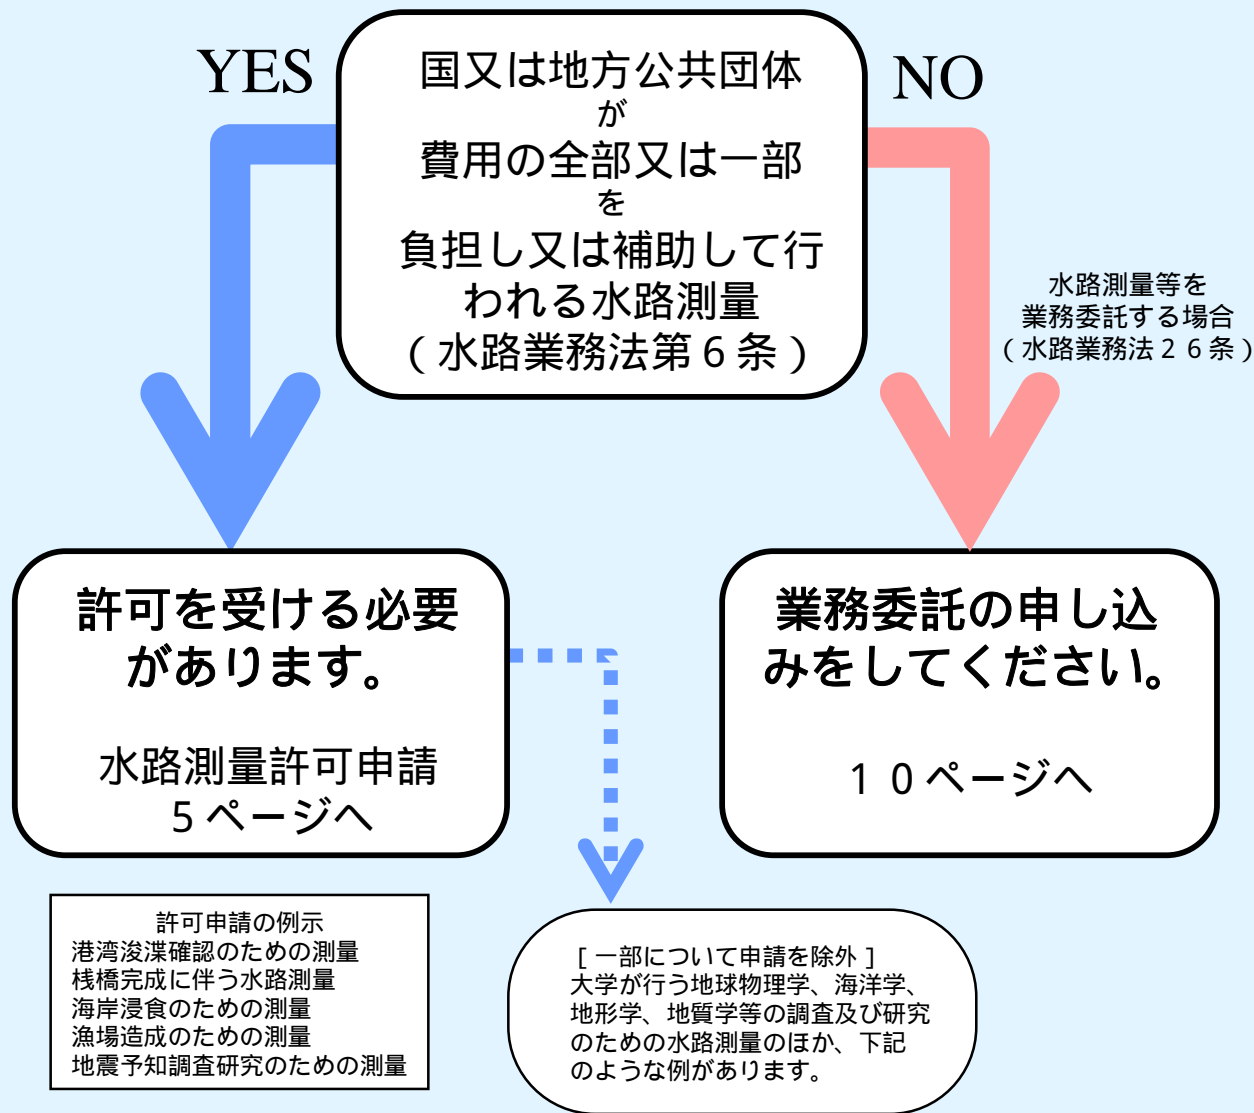 YES
国又は地方公共団体
が
費用の全部又は一部
を
負担し又は補助して行
われる水路測量
（水路業務法第６条）
NO
水路測量等を
業務委託する場合
（水路業務法２６条）
許可を受ける必要
があります。
水路測量許可申請
５ページへ
業務委託の申し込
みをしてください。
１０ページへ
許可申請の例示
港湾浚渫確認のための測量
桟橋完成に伴う水路測量
海岸浸食のための測量
漁場造成のための測量
地震予知調査研究のための測量
［一部について申請を除外］
大学が行う地球物理学、海洋学、
地形学、地質学等の調査及び研究
のための水路測量のほか、下記
のような例があります。